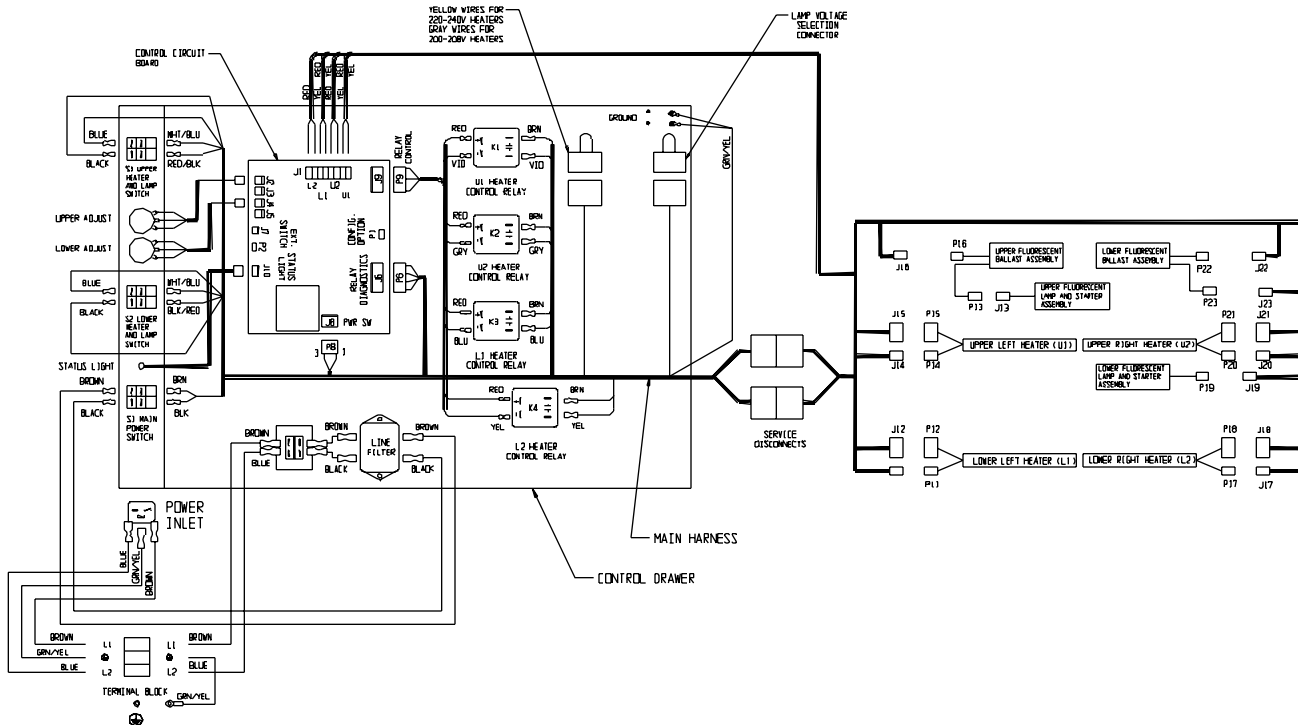 YELLOW WIRES FOR
220-240V HEATERS
GRAY WIRES FOR
200-208V HEATERS
LAMP VOLTAGE
SELECTION
CONNECTOR
CONTROL CIRCUIT
BOARD
RED
YEL
RED
YEL
RED
YEL
RED
YEL
BLUE
WHT/BLU
BLACK
RED/BLK
S1 UPPER
HEATER
AND LAMP
SWITCH
UPPER ADJUST
LOWER ADJUST
BLUE
WHT/BLU
BLACK
BLK/RED
S2 LOWER
HEATER
AND LAMP
SWITCH
STATUS LIGHT
BROWN
BRN
BLACK
BLK
S3 MAIN
POWER
SWITCH
J1
L2
U2
L1
U1
J2
J3
J4
J5
J10
EXT. STATUS
SWITCH LIGHT
CONFIG.
OPTION
P1
RELAY
DIAGNOSTICS
J9
P9
RELAY
CONTROL
J6
P6
J8
PWR SW
P8
3
1
RED
BRN
K1
VIO
VIO
U1 HEATER
CONTROL RELAY
RED
BRN
K2
GRY
GRY
U2 HEATER
CONTROL RELAY
RED
BRN
K3
BLU
BLU
L1 HEATER
CONTROL RELAY
RED
BRN
K4
YEL
YEL
L2 HEATER
CONTROL RELAY
GROUND
GRN/YEL
SERVICE
DISCONNECTS
BROWN
BROWN
BROWN
BLUE
BLACK
BLACK
LINE
FILTER
POWER
INLET
BLUE
GRN/YEL
BROWN
MAIN HARNESS
CONTROL DRAWER
BROWN
L1
L1
BROWN
GRN/YEL
BLUE
L2
L2
BLUE
TERMINAL BLOCK
GRN/YEL
J16
P16
UPPER FLUORESCENT
BALLAST ASSEMBLY
LOWER FLUORESCENT
BALLAST ASSEMBLY
P22
J22
P13
J13
UPPER FLUORESCENT
LAMP AND STARTER
ASSEMBLY
P23
J23
J15
P15
P21
J21
UPPER LEFT HEATER (U1)
UPPER RIGHT HEATER (U2)
J14
P14
P20
J20
LOWER FLUORESCENT
LAMP AND STARTER
ASSEMBLY
P19
J19
J12
P12
P18
J18
LOWER LEFT HEATER (L1)
LOWER RIGHT HEATER (L2)
P11
P17
J17